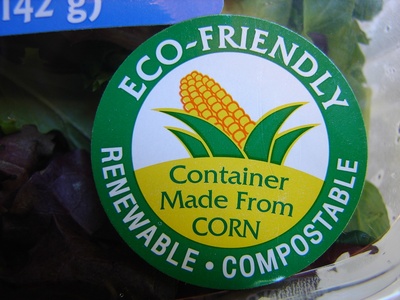 142 g)
ECO-FRIENDLY
Container
Made From
CORN
RENEWABLE • COMPOSTABLE